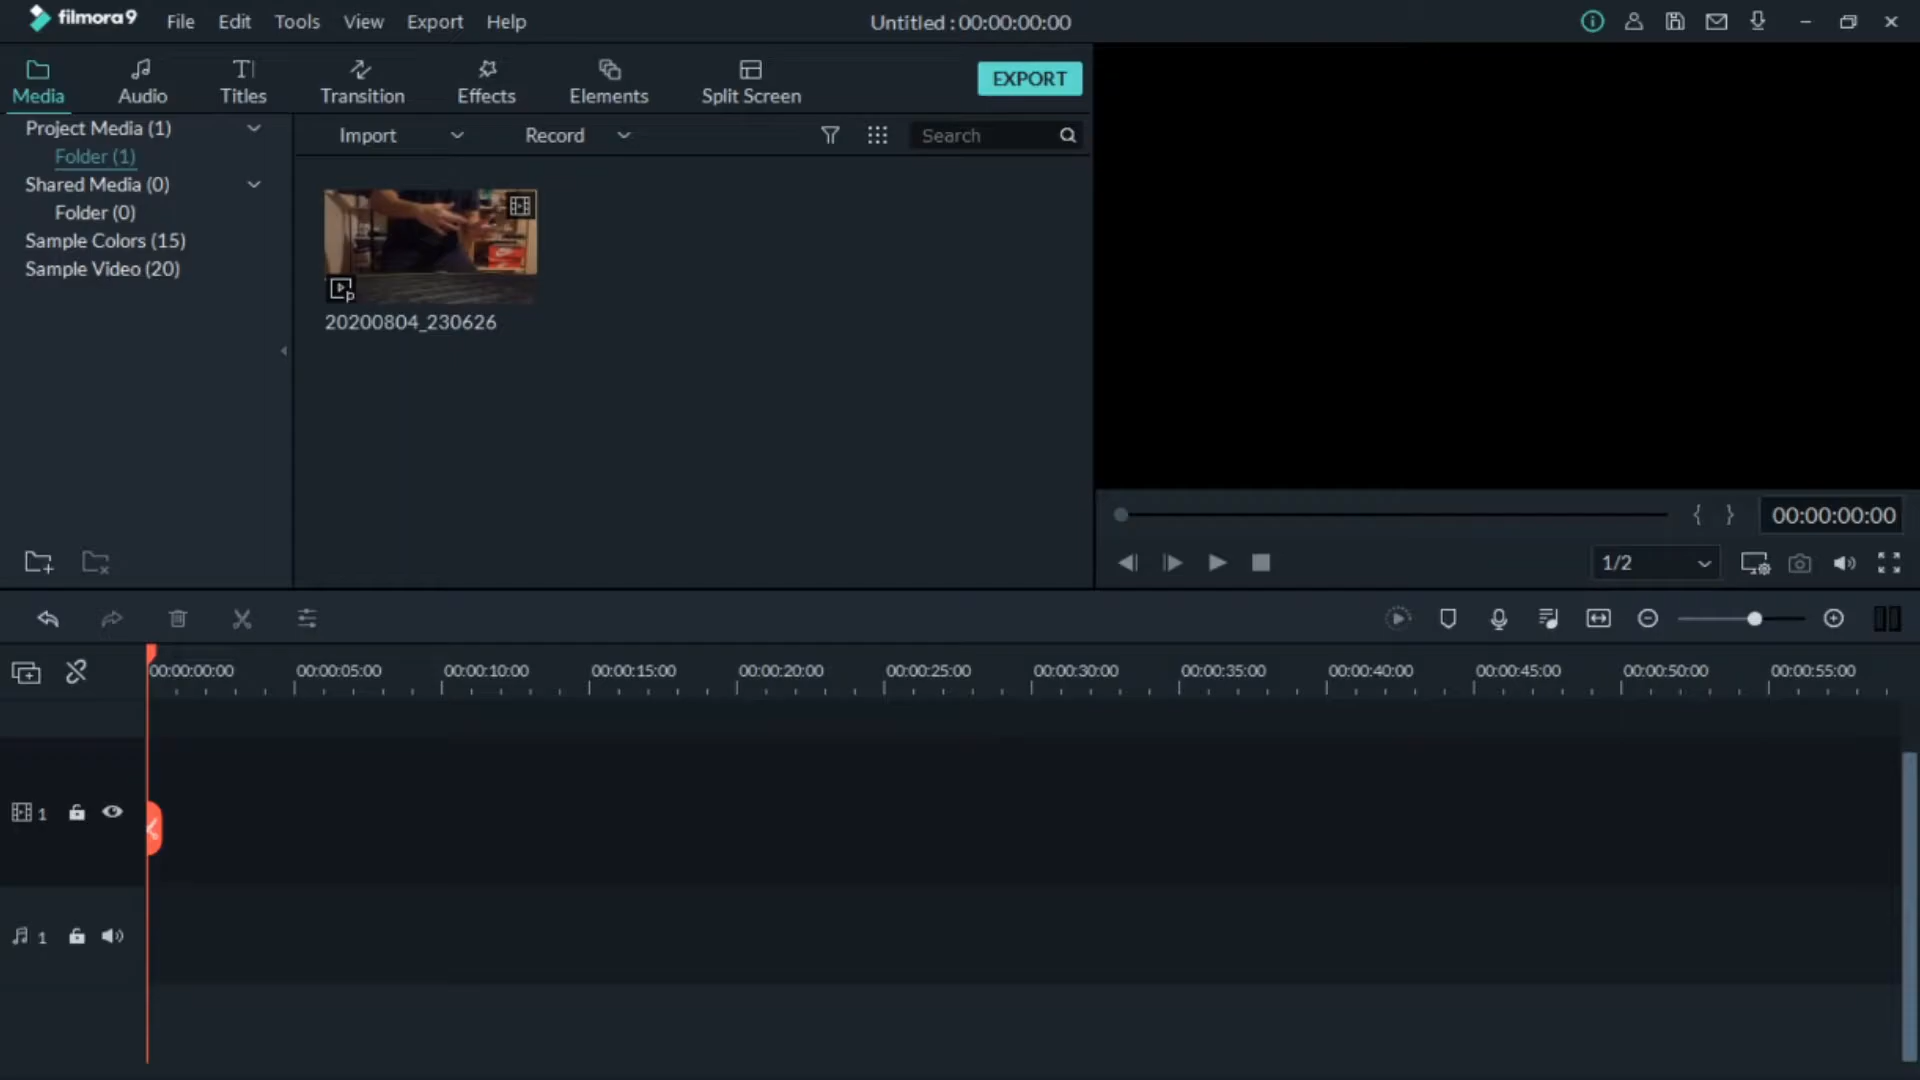 filmora9 File Edit Tools View Export Help Untitled : 00:00:00:00
Media Audio Titles Transition Effects Elements Split Screen EXPORT
Project Media (1)
Folder (1)
Shared Media (0)
Folder (0)
Sample Colors (15)
Sample Video (20)
Import Record Search
20200804_230626
00:00:00:00
1/2
00:00:00:00 00:00:05:00 00:00:10:00 00:00:15:00 00:00:20:00 00:00:25:00 00:00:30:00 00:00:35:00 00:00:40:00 00:00:45:00 00:00:50:00 00:00:55:00
1
1